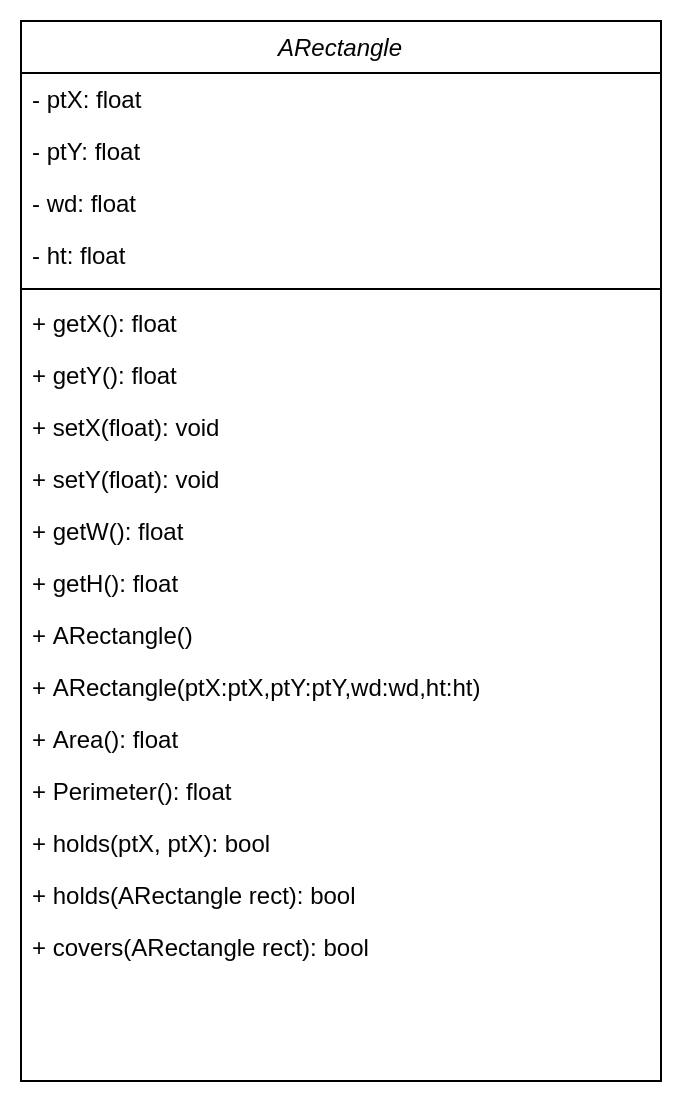 ARectangle
- ptX: float
- ptY: float
- wd: float
- ht: float
+ getX(): float
+ getY(): float
+ setX(float): void
+ setY(float): void
+ getW(): float
+ getH(): float
+ ARectangle()
+ ARectangle(ptX:ptX,ptY:ptY,wd:wd,ht:ht)
+ Area(): float
+ Perimeter(): float
+ holds(ptX, ptX): bool
+ holds(ARectangle rect): bool
+ covers(ARectangle rect): bool